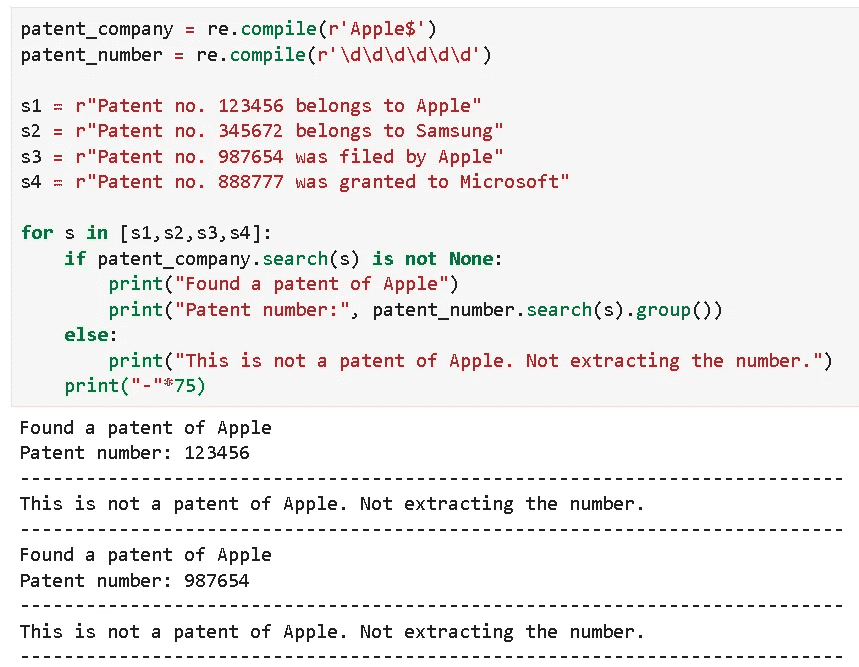 patent_company = re.compile(r'Apple$')
patent_number = re.compile(r'\d\d\d\d\d\d')

s1 = r"Patent no. 123456 belongs to Apple"
s2 = r"Patent no. 345672 belongs to Samsung"
s3 = r"Patent no. 987654 was filed by Apple"
s4 = r"Patent no. 888777 was granted to Microsoft"

for s in [s1,s2,s3,s4]:
    if patent_company.search(s) is not None:
        print("Found a patent of Apple")
        print("Patent number:", patent_number.search(s).group())
    else:
        print("This is not a patent of Apple. Not extracting the number.")
    print("-"*75)
Found a patent of Apple
Patent number: 123456
---------------------------------------------------------------------------
This is not a patent of Apple. Not extracting the number.
---------------------------------------------------------------------------
Found a patent of Apple
Patent number: 987654
---------------------------------------------------------------------------
This is not a patent of Apple. Not extracting the number.
---------------------------------------------------------------------------